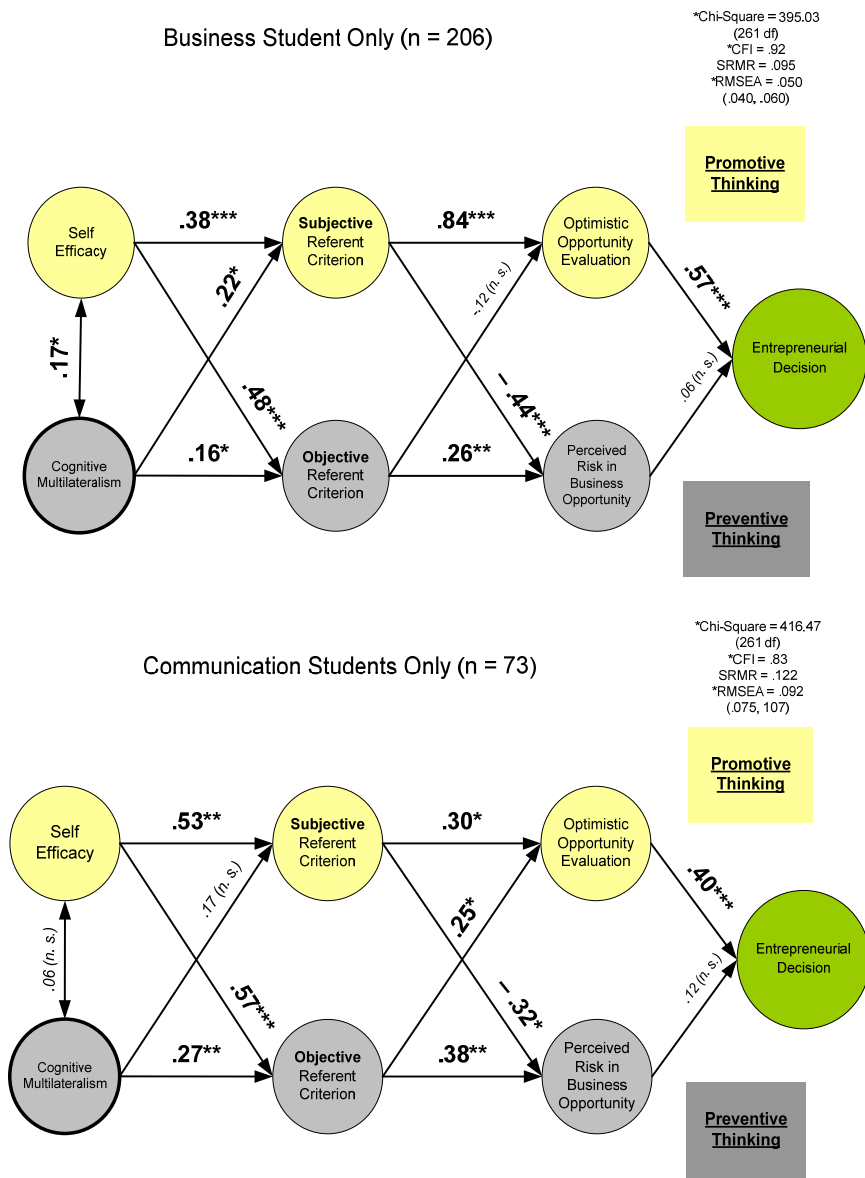 Business Student Only (n = 206)
*Chi-Square = 395.03
(261 df)
*CFI = .92
SRMR = .095
*RMSEA = .050
(.040, .060)
Promotive
Thinking
Self
Efficacy
.38***
Subjective
Referent
Criterion
.84***
Optimistic
Opportunity
Evaluation
.57***
.22*
-.12 (n. s.)
.17*
Entrepreneurial
Decision
.48***
– .44***
.06 (n. s.)
Cognitive
Multilateralism
.16*
Objective
Referent
Criterion
.26**
Perceived
Risk in
Business
Opportunity
Preventive
Thinking
Communication Students Only (n = 73)
*Chi-Square = 416.47
(261 df)
*CFI = .83
SRMR = .122
*RMSEA = .092
(.075, 107)
Promotive
Thinking
Self
Efficacy
.53**
Subjective
Referent
Criterion
.30*
Optimistic
Opportunity
Evaluation
.40***
.17 (n. s.)
.25*
.06 (n. s.)
Entrepreneurial
Decision
.57***
– .32*
.12 (n. s.)
Cognitive
Multilateralism
.27**
Objective
Referent
Criterion
.38**
Perceived
Risk in
Business
Opportunity
Preventive
Thinking